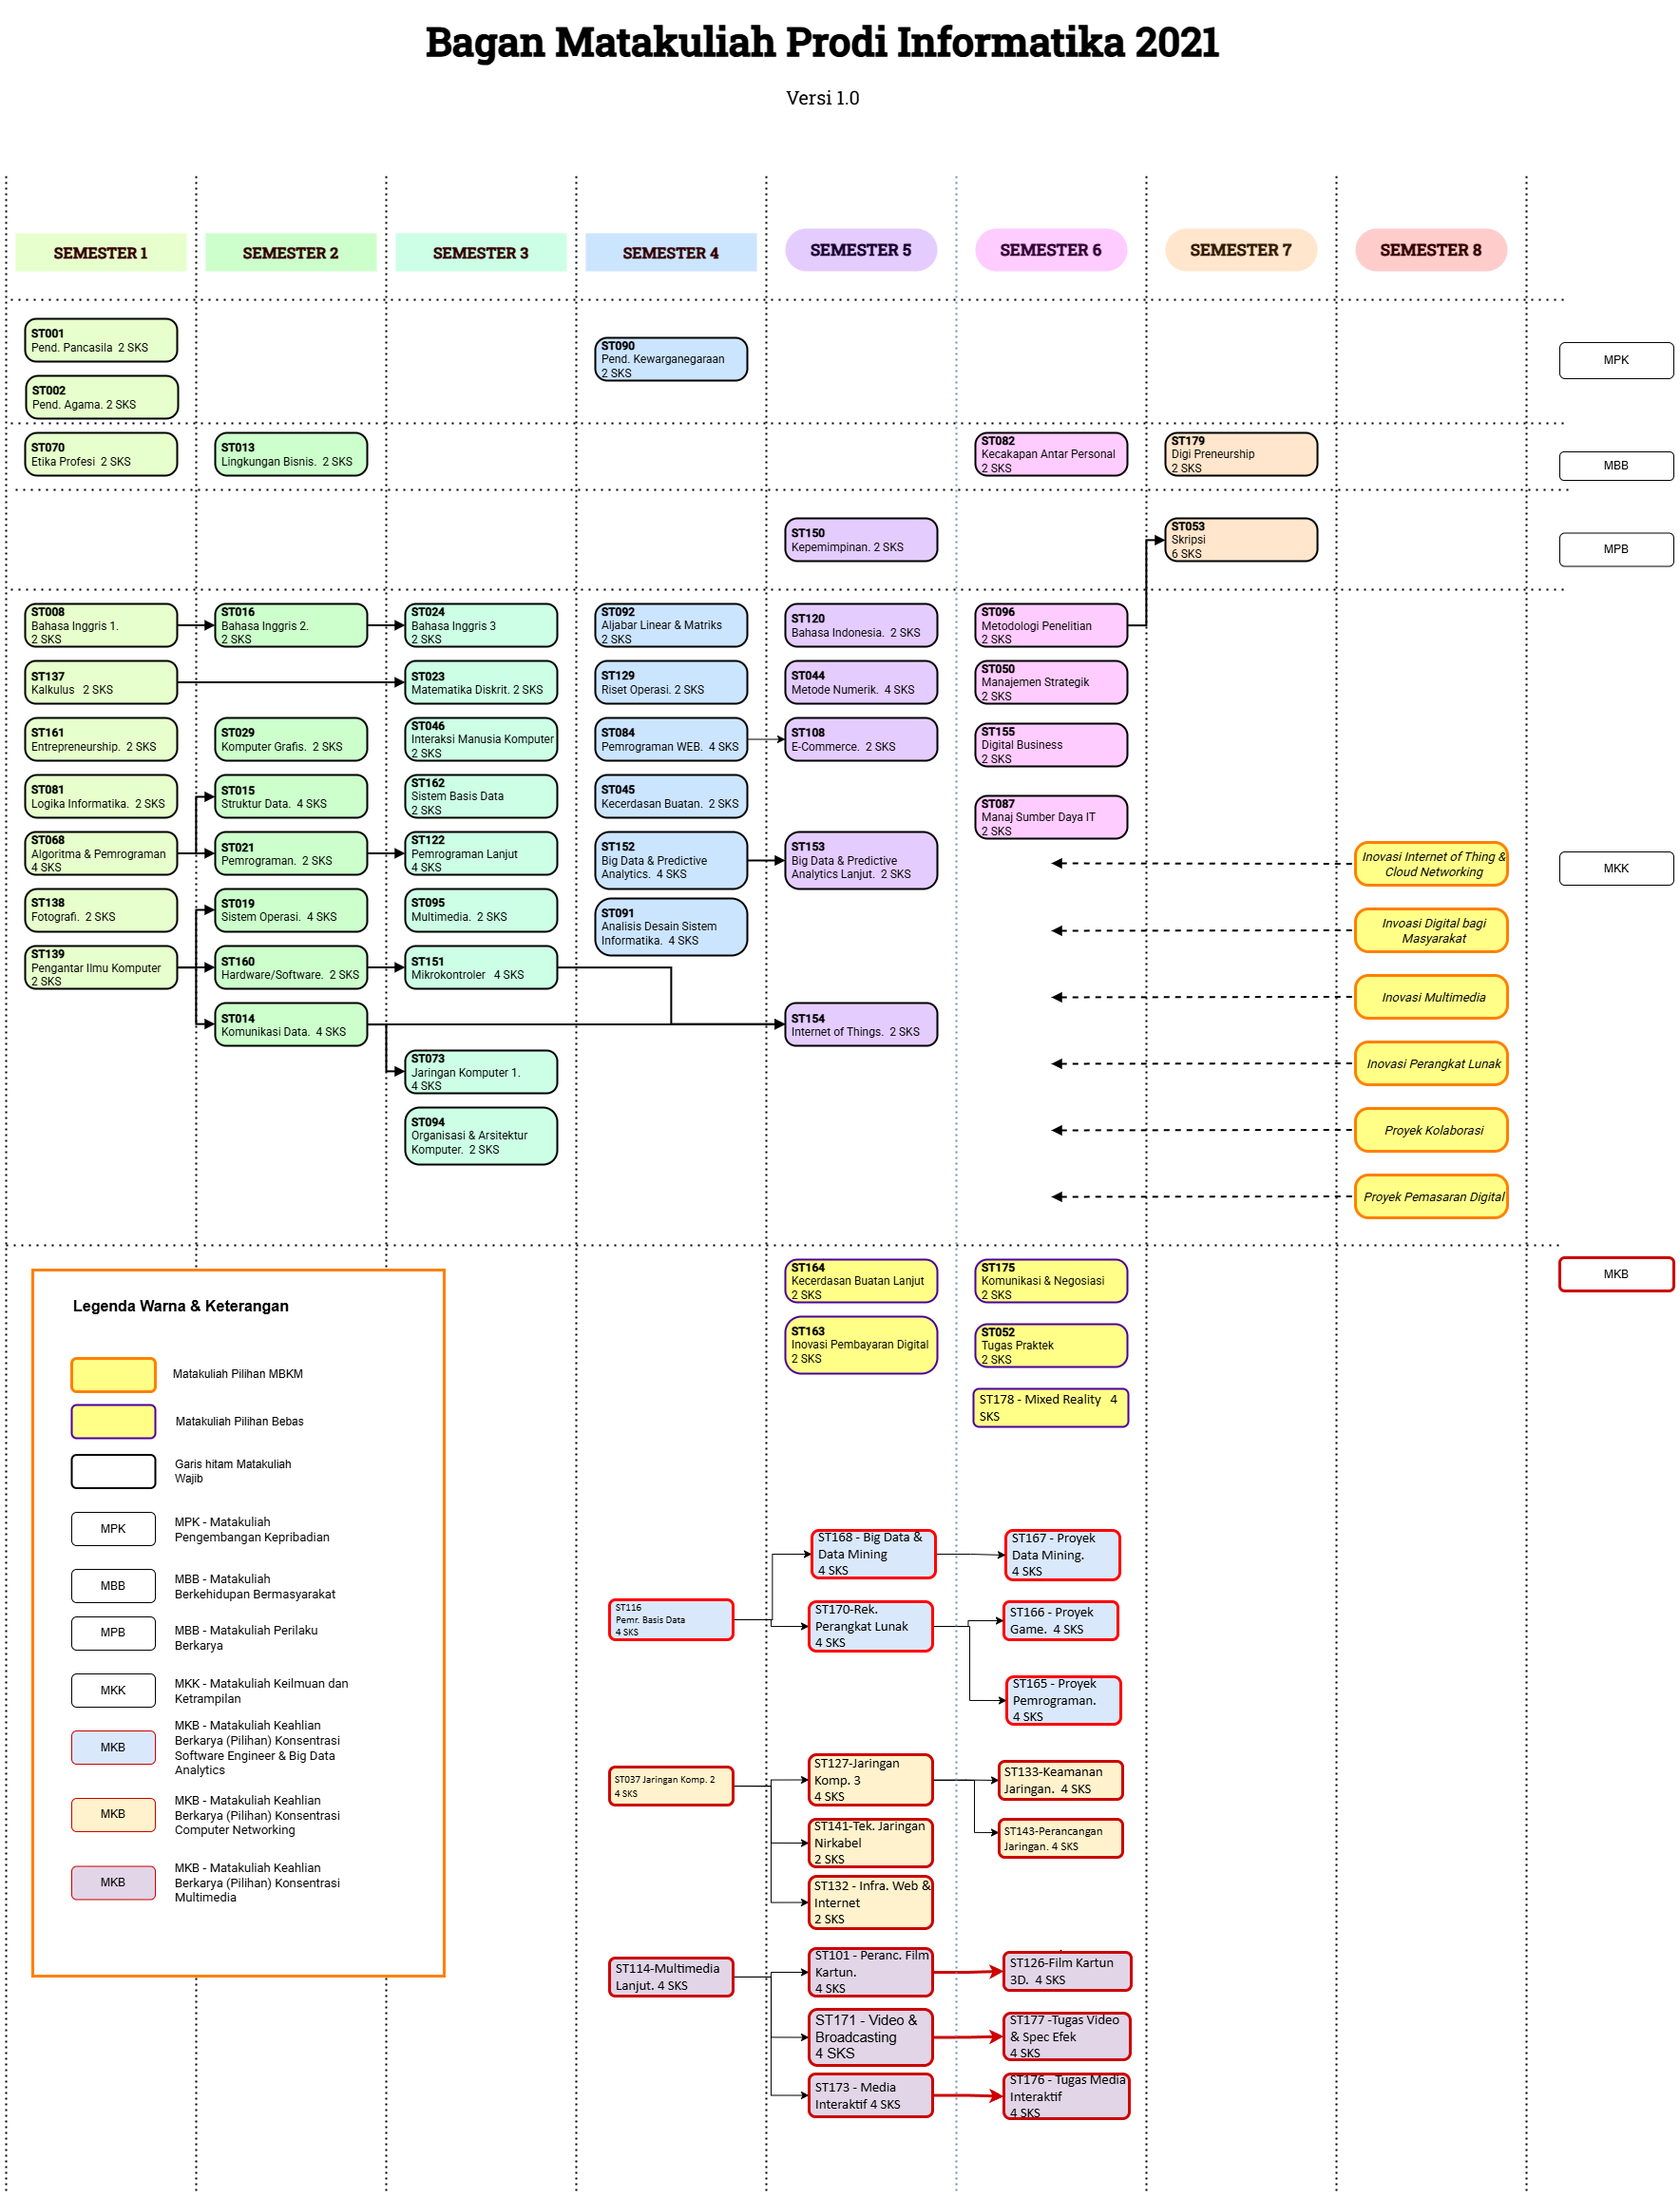 Bagan Matakuliah Prodi Informatika 2021
Versi 1.0
SEMESTER 1
SEMESTER 2
SEMESTER 3
SEMESTER 4
SEMESTER 5
SEMESTER 6
SEMESTER 7
SEMESTER 8
ST001
Pend. Pancasila 2 SKS
ST002
Pend. Agama. 2 SKS
ST090
Pend. Kewarganegaraan
2 SKS
MPK
ST070
Etika Profesi 2 SKS
ST013
Lingkungan Bisnis. 2 SKS
ST082
Kecakapan Antar Personal
2 SKS
ST179
Digi Preneurship
2 SKS
MBB
ST150
Kepemimpinan. 2 SKS
ST053
Skripsi
6 SKS
MPB
ST008
Bahasa Inggris 1.
2 SKS
ST016
Bahasa Inggris 2.
2 SKS
ST024
Bahasa Inggris 3
2 SKS
ST092
Aljabar Linear & Matriks
2 SKS
ST120
Bahasa Indonesia. 2 SKS
ST096
Metodologi Penelitian
2 SKS
ST137
Kalkulus 2 SKS
ST023
Matematika Diskrit. 2 SKS
ST129
Riset Operasi. 2 SKS
ST044
Metode Numerik. 4 SKS
ST050
Manajemen Strategik
2 SKS
ST161
Entrepreneurship. 2 SKS
ST029
Komputer Grafis. 2 SKS
ST046
Interaksi Manusia Komputer
2 SKS
ST084
Pemrograman WEB. 4 SKS
ST108
E-Commerce. 2 SKS
ST155
Digital Business
2 SKS
ST081
Logika Informatika. 2 SKS
ST015
Struktur Data. 4 SKS
ST162
Sistem Basis Data
2 SKS
ST045
Kecerdasan Buatan. 2 SKS
ST087
Manaj Sumber Daya IT
2 SKS
ST068
Algoritma & Pemrograman
4 SKS
ST021
Pemrograman. 2 SKS
ST122
Pemrograman Lanjut
4 SKS
ST152
Big Data & Predictive
Analytics. 4 SKS
ST153
Big Data & Predictive
Analytics Lanjut. 2 SKS
Inovasi Internet of Thing &
Cloud Networking
MKK
ST138
Fotografi. 2 SKS
ST019
Sistem Operasi. 4 SKS
ST095
Multimedia. 2 SKS
ST091
Analisis Desain Sistem
Informatika. 4 SKS
Invoasi Digital bagi
Masyarakat
ST139
Pengantar Ilmu Komputer
2 SKS
ST160
Hardware/Software. 2 SKS
ST151
Mikrokontroler 4 SKS
Inovasi Multimedia
ST014
Komunikasi Data. 4 SKS
ST154
Internet of Things. 2 SKS
ST073
Jaringan Komputer 1.
4 SKS
Inovasi Perangkat Lunak
ST094
Organisasi & Arsitektur
Komputer. 2 SKS
Proyek Kolaborasi
Proyek Pemasaran Digital
ST164
Kecerdasan Buatan Lanjut
2 SKS
ST175
Komunikasi & Negosiasi
2 SKS
MKB
ST163
Inovasi Pembayaran Digital
2 SKS
ST052
Tugas Praktek
2 SKS
ST178 - Mixed Reality 4
SKS
Legenda Warna & Keterangan
Matakuliah Pilihan MBKM
Matakuliah Pilihan Bebas
Garis hitam Matakuliah
Wajib
MPK
MPK - Matakuliah
Pengembangan Kepribadian
MBB
MBB - Matakuliah
Berkehidupan Bermasyarakat
MPB
MBB - Matakuliah Perilaku
Berkarya
MKK
MKK - Matakuliah Keilmuan dan
Ketrampilan
MKB
MKB - Matakuliah Keahlian
Berkarya (Pilihan) Konsentrasi
Software Engineer & Big Data
Analytics
MKB
MKB - Matakuliah Keahlian
Berkarya (Pilihan) Konsentrasi
Computer Networking
MKB
MKB - Matakuliah Keahlian
Berkarya (Pilihan) Konsentrasi
Multimedia
ST116
Pemr. Basis Data
4 SKS
ST168 - Big Data &
Data Mining
4 SKS
ST167 - Proyek
Data Mining.
4 SKS
ST170-Rek.
Perangkat Lunak
4 SKS
ST166 - Proyek
Game. 4 SKS
ST165 - Proyek
Pemrograman.
4 SKS
ST037 Jaringan Komp. 2
4 SKS
ST127-Jaringan
Komp. 3
4 SKS
ST133-Keamanan
Jaringan. 4 SKS
ST141-Tek. Jaringan
Nirkabel
2 SKS
ST143-Perancangan
Jaringan. 4 SKS
ST132 - Infra. Web &
Internet
2 SKS
ST114-Multimedia
Lanjut. 4 SKS
ST101 - Peranc. Film
Kartun.
4 SKS
ST126-Film Kartun
3D. 4 SKS
ST171 - Video &
Broadcasting
4 SKS
ST177 -Tugas Video
& Spec Efek
4 SKS
ST173 - Media
Interaktif 4 SKS
ST176 - Tugas Media
Interaktif
4 SKS